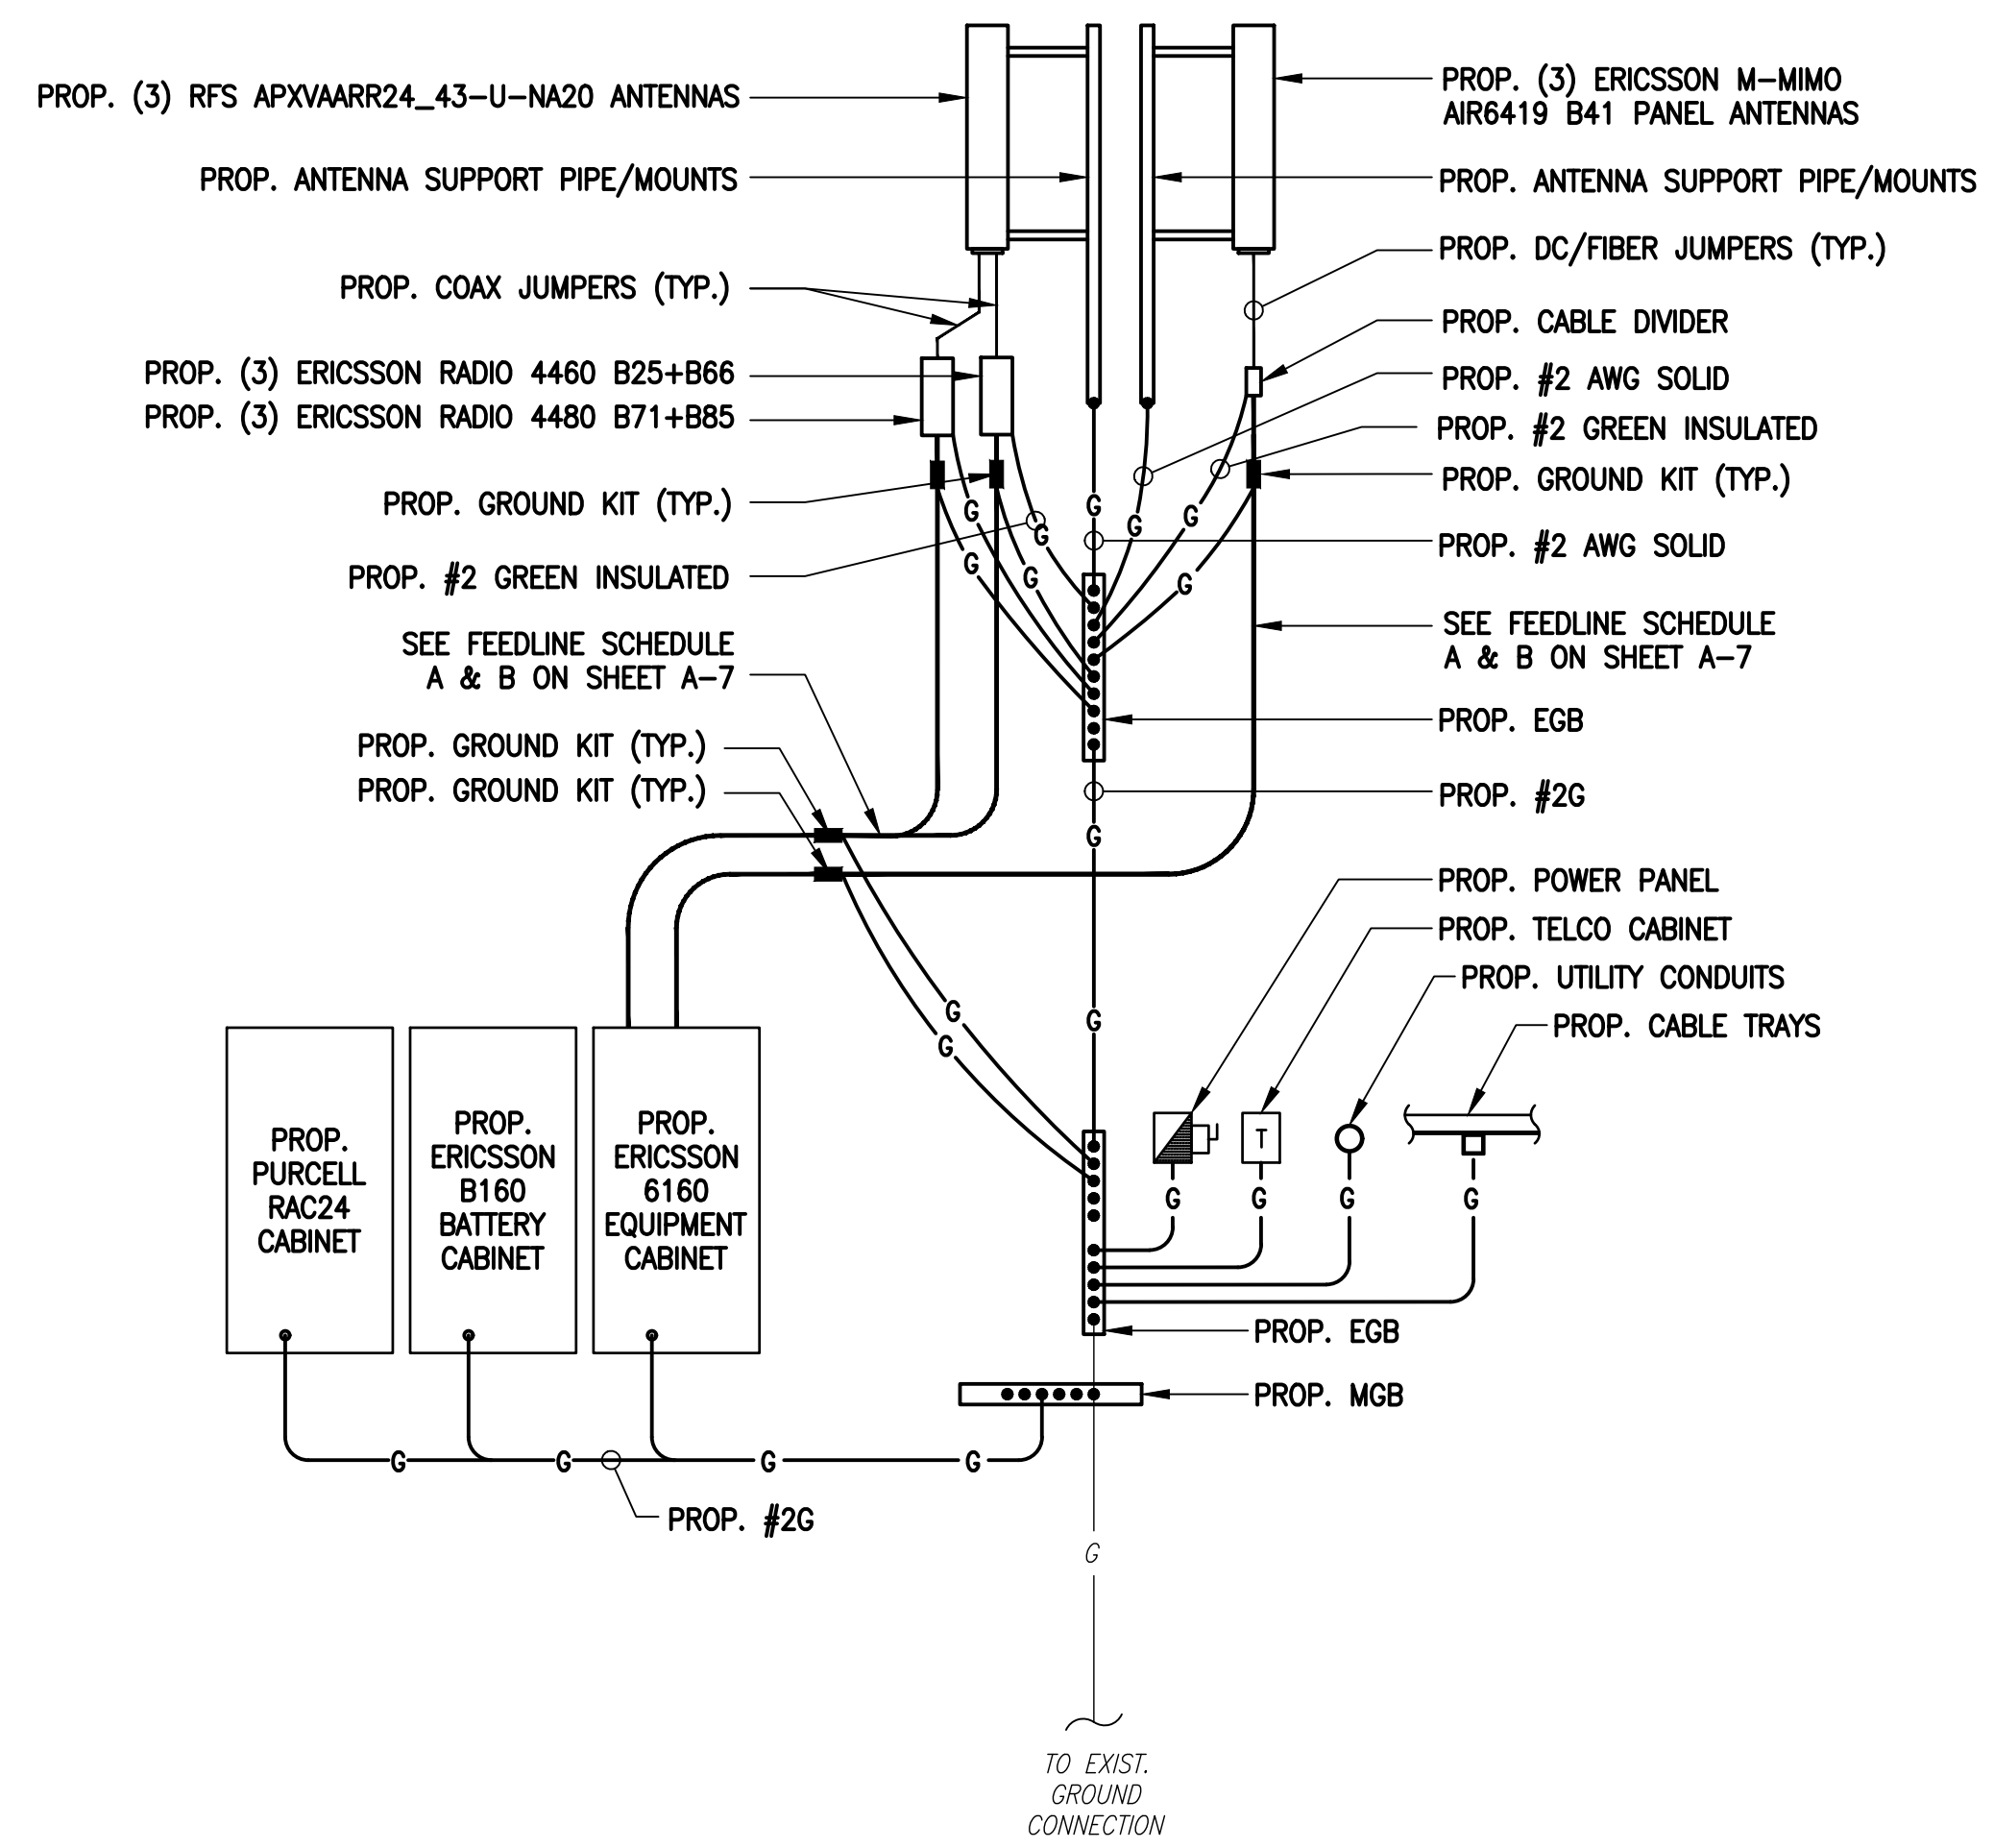 PROP. (3) RFS APXVAARR24_43-U-NA20 ANTENNAS
PROP. ANTENNA SUPPORT PIPE/MOUNTS
PROP. COAX JUMPERS (TYP.)
PROP. (3) ERICSSON RADIO 4460 B25+B66
PROP. (3) ERICSSON RADIO 4480 B71+B85
PROP. GROUND KIT (TYP.)
PROP. #2 GREEN INSULATED
SEE FEEDLINE SCHEDULE
A & B ON SHEET A-7
PROP. GROUND KIT (TYP.)
PROP. GROUND KIT (TYP.)
PROP. (3) ERICSSON M-MIMO
AIR6419 B41 PANEL ANTENNAS
PROP. ANTENNA SUPPORT PIPE/MOUNTS
PROP. DC/FIBER JUMPERS (TYP.)
PROP. CABLE DIVIDER
PROP. #2 AWG SOLID
PROP. #2 GREEN INSULATED
PROP. GROUND KIT (TYP.)
PROP. #2 AWG SOLID
SEE FEEDLINE SCHEDULE
A & B ON SHEET A-7
PROP. EGB
PROP. #2G
PROP. POWER PANEL
PROP. TELCO CABINET
PROP. UTILITY CONDUITS
PROP. CABLE TRAYS
G
G
G
G
G
G
G
G
G
G
G
G
T
G
G
G
G
PROP.
PURCELL
RAC24
CABINET
PROP.
ERICSSON
B160
BATTERY
CABINET
PROP.
ERICSSON
6160
EQUIPMENT
CABINET
PROP. EGB
PROP. MGB
G
G
G
G
PROP. #2G
G
TO EXIST.
GROUND
CONNECTION